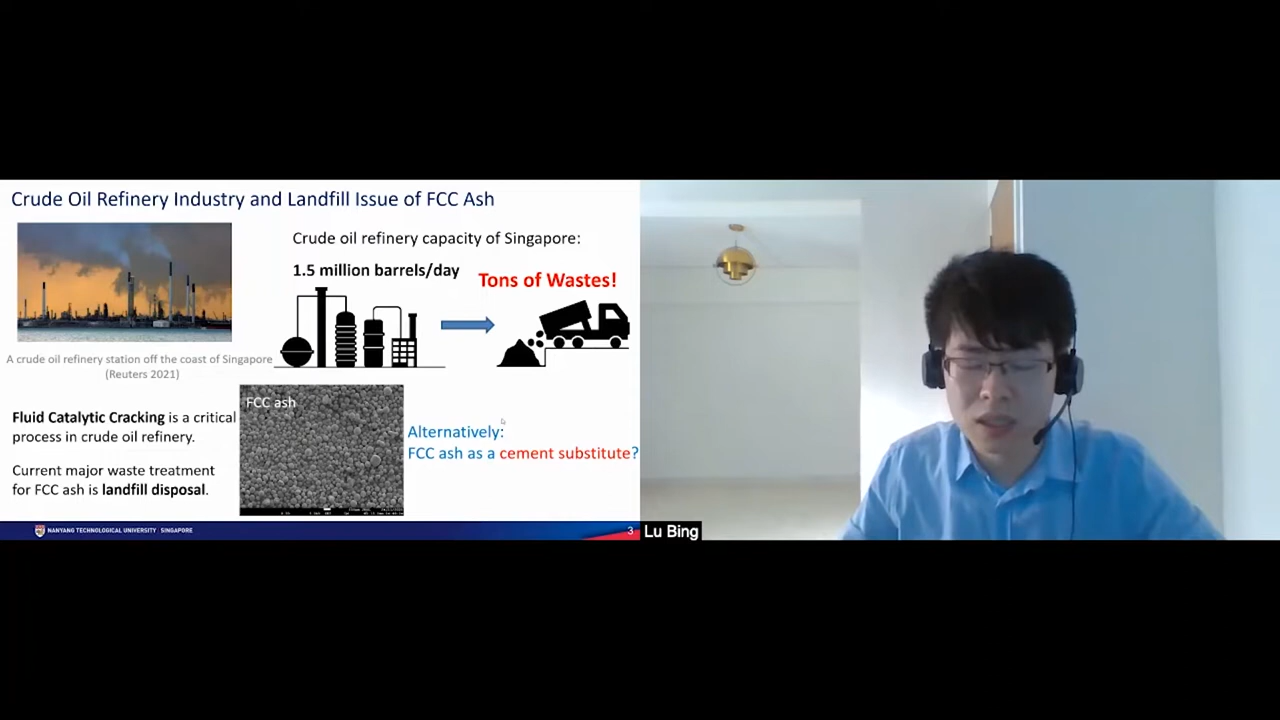 Crude Oil Refinery Industry and Landfill Issue of FCC Ash
Crude oil refinery capacity of Singapore:
1.5 million barrels/day
Tons of Wastes!
A crude oil refinery station off the coast of Singapore
(Reuters 2021)
Fluid Catalytic Cracking is a critical
process in crude oil refinery.
Current major waste treatment
for FCC ash is landfill disposal.
FCC ash
Alternatively:
FCC ash as a cement substitute?
NANYANG TECHNOLOGICAL UNIVERSITY | SINGAPORE
3
Lu Bing